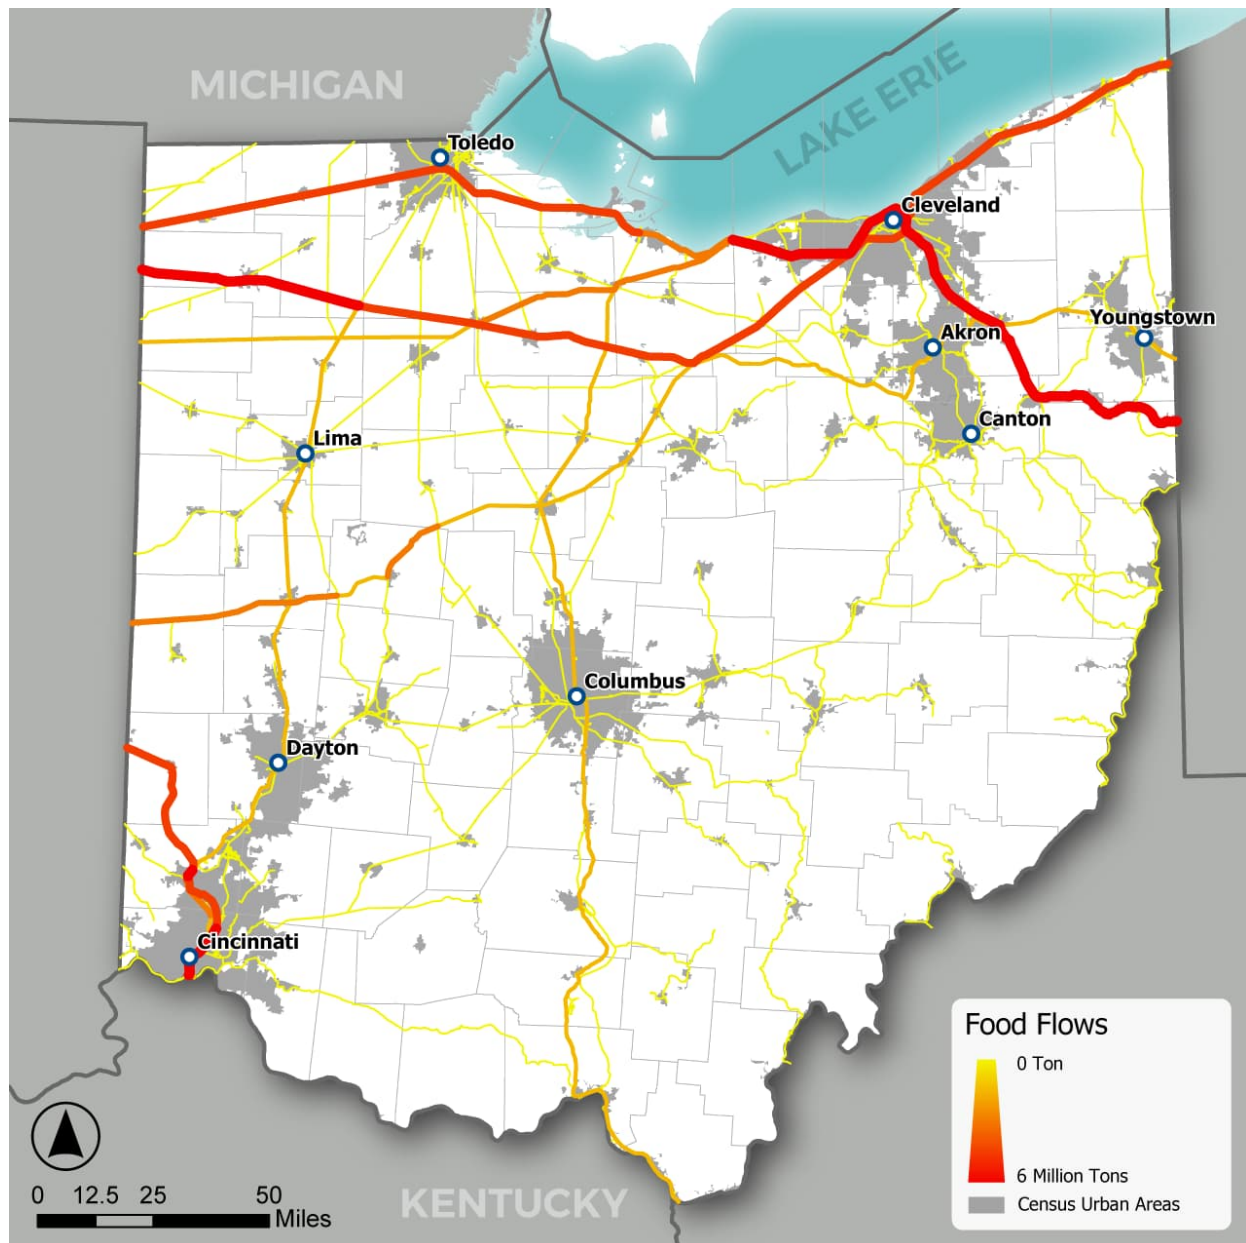 MICHIGAN
LAKE ERIE
Toledo
Cleveland
Youngstown
Akron
Canton
Lima
Columbus
Dayton
Cincinnati
Food Flows
0 Ton
6 Million Tons
Census Urban Areas
0 12.5 25 50
Miles
KENTUCKY